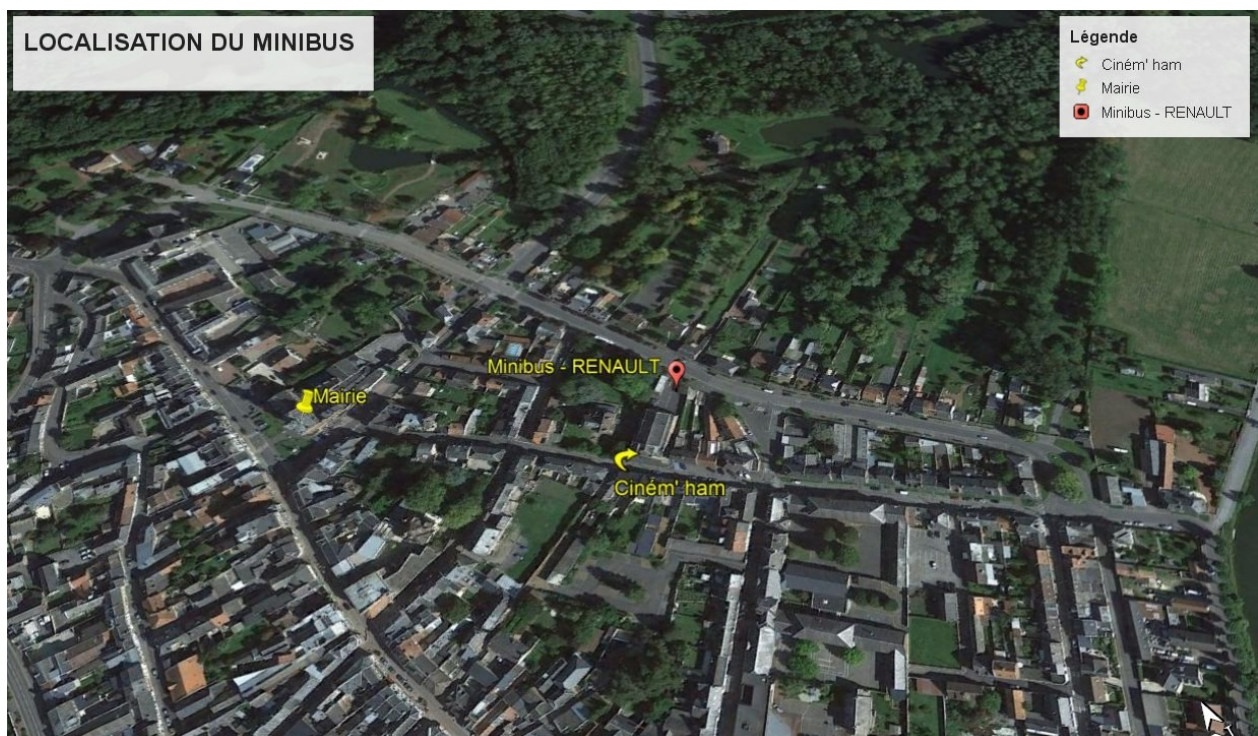 LOCALISATION DU MINIBUS
Légende
Ciném' ham
Mairie
Minibus - RENAULT
Minibus - RENAULT
Mairie
Ciném' ham